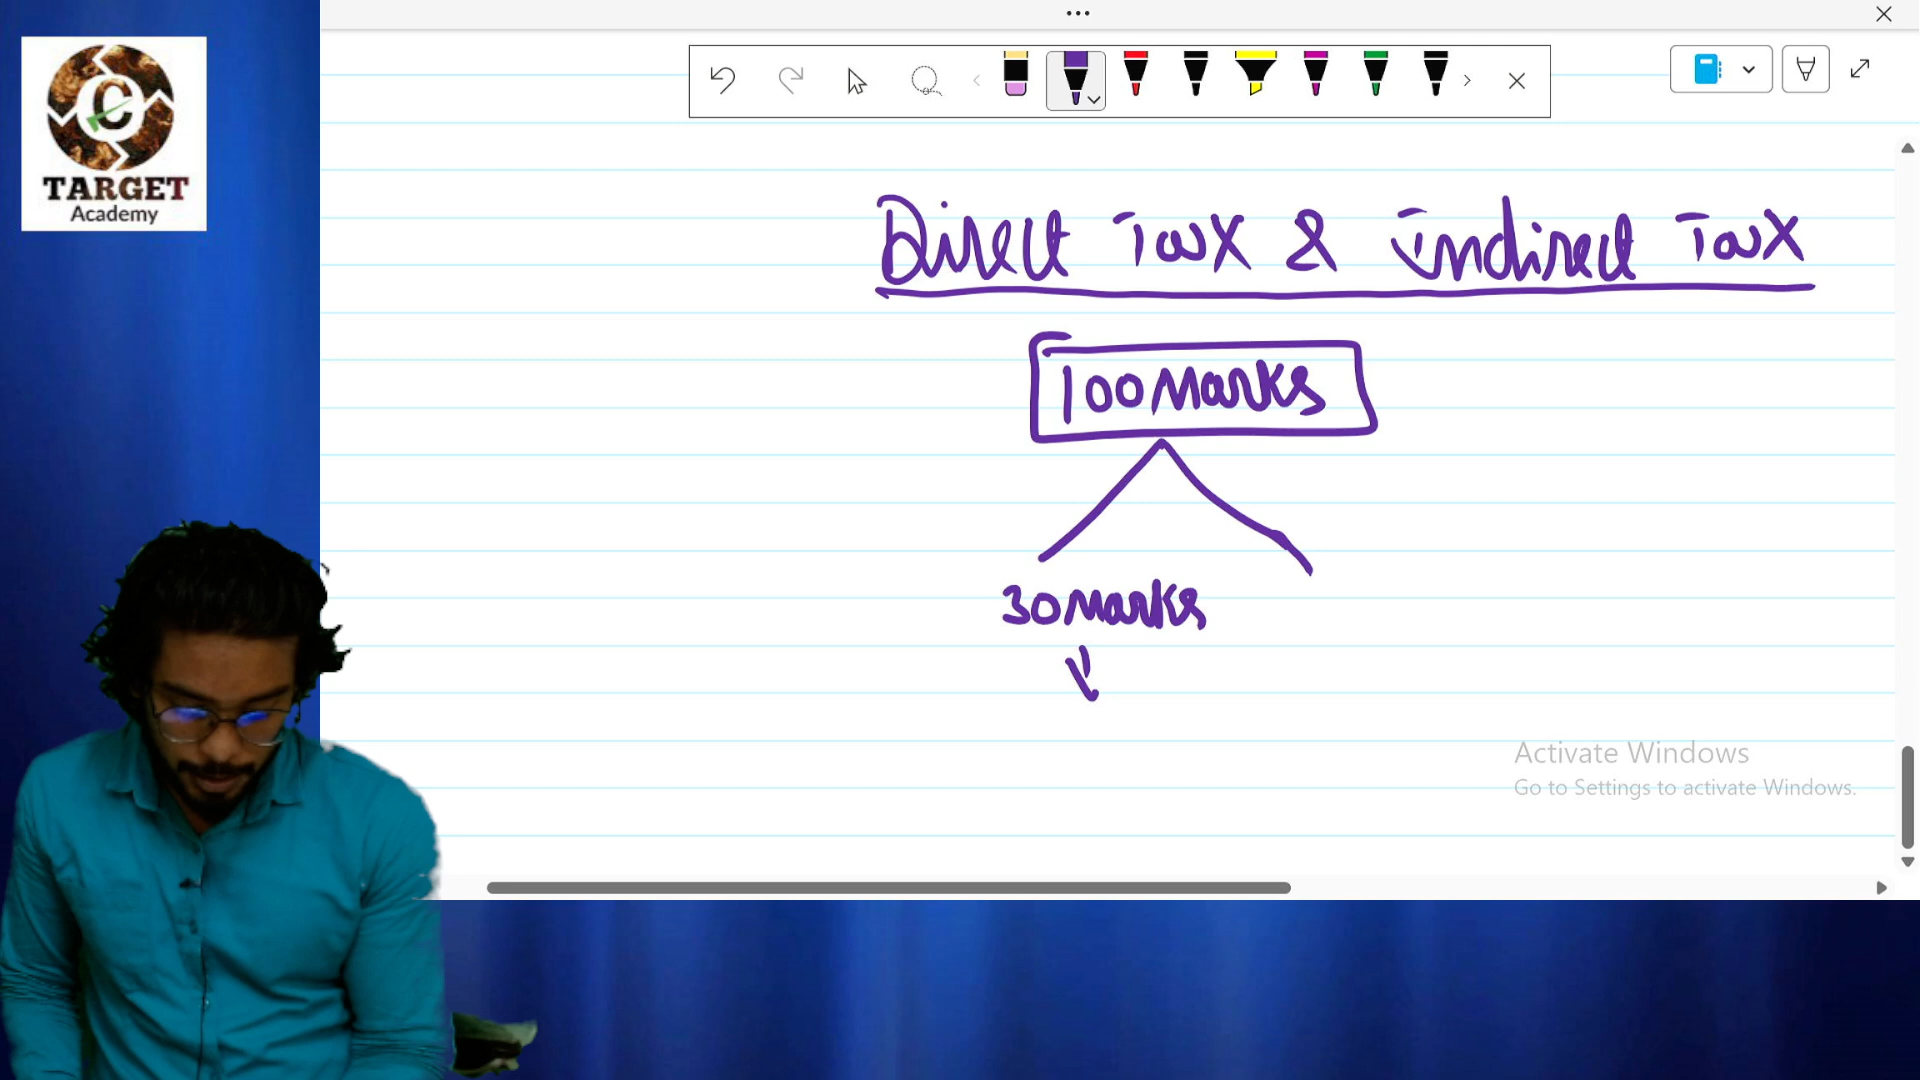 C
TARGET
Academy
Direct Tax & indirect Tax
100 Marks
30 Marks
Activate Windows
Go to Settings to activate Windows.